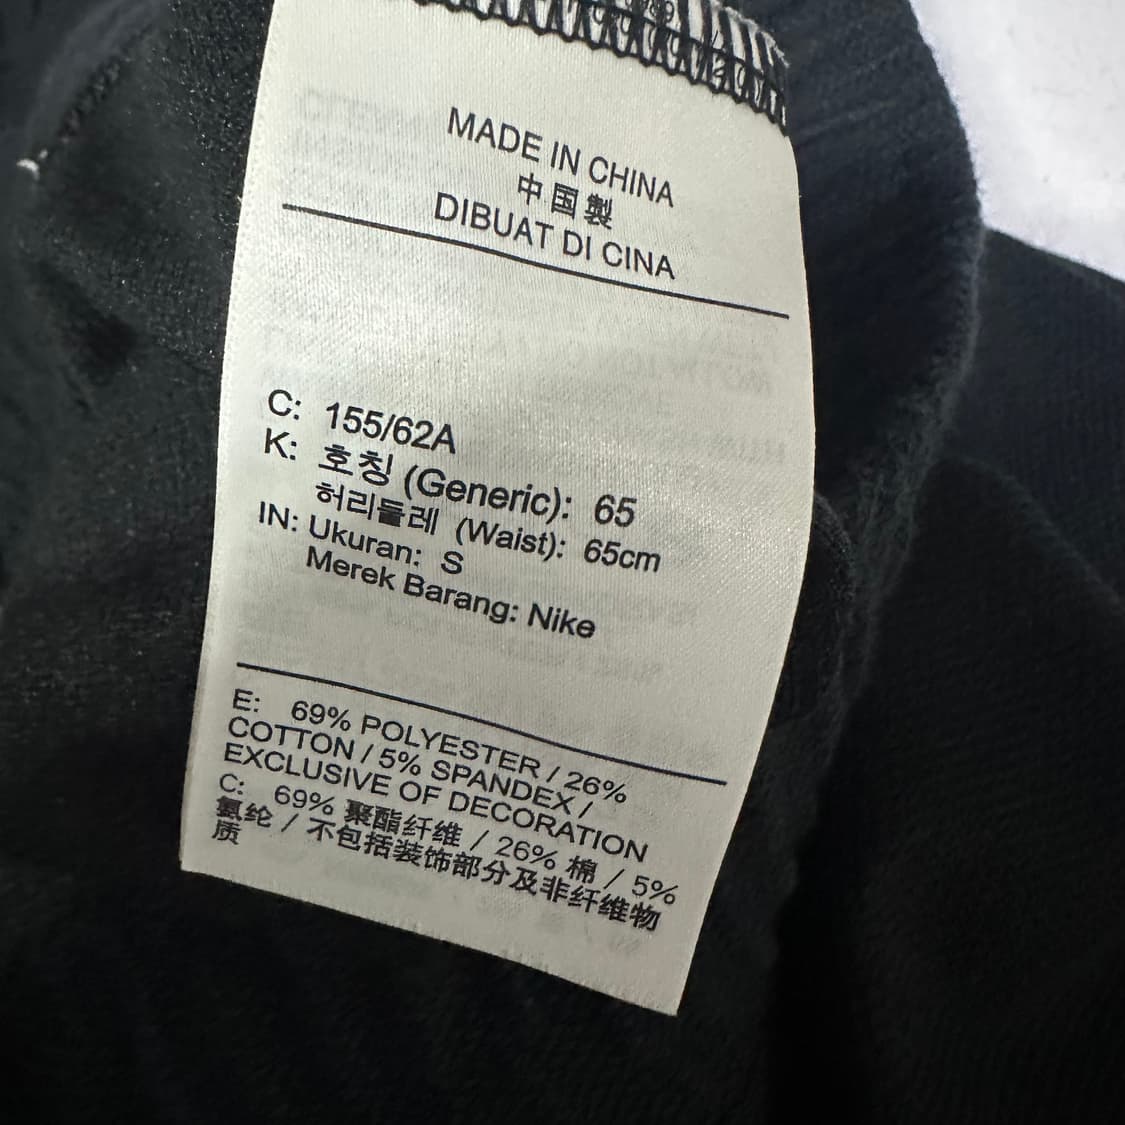 MADE IN CHINA
中国製
DIBUAT DI CINA
C: 155/62A
K: 호칭 (Generic): 65
허리들레 (Waist): 65cm
IN: Ukuran: S
Merek Barang: Nike
E: 69% POLYESTER / 26%
COTTON / 5% SPANDEX /
EXCLUSIVE OF DECORATION
C: 69% 聚酯纤维 / 26% 棉 / 5%
氨纶 / 不包括装饰部分及非纤维物
质